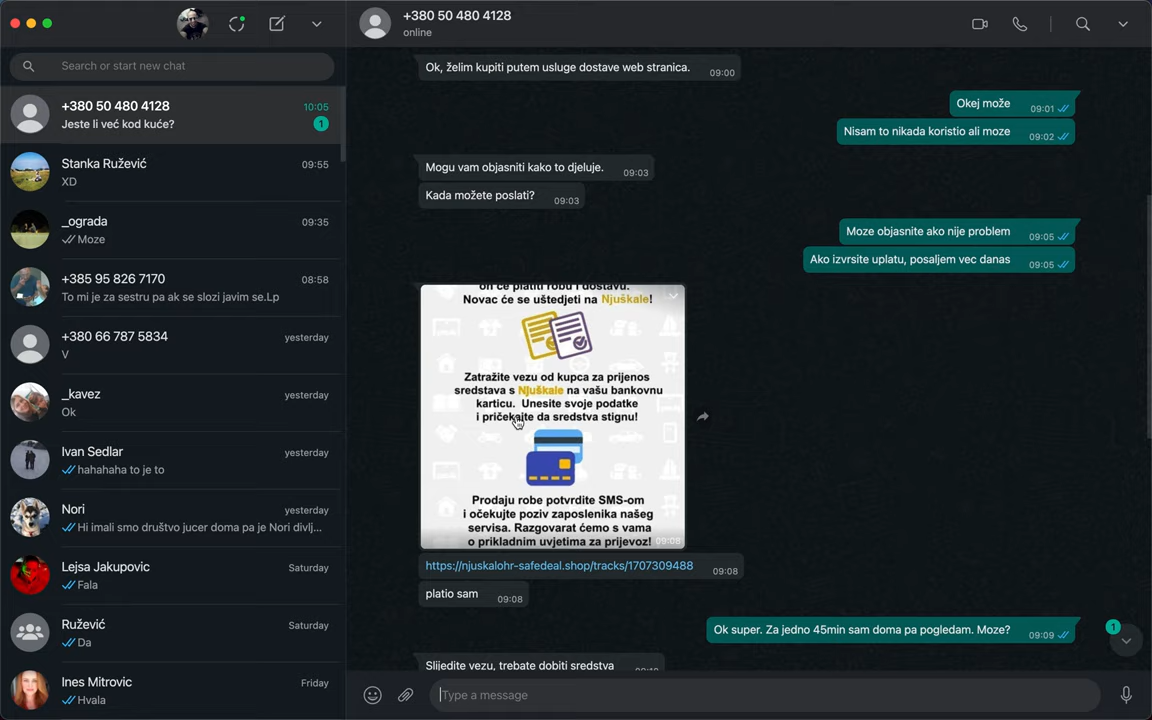 Search or start new chat
+380 50 480 4128
10:05
Jeste li već kod kuće?
1
Stanka Ružević
09:55
XD
_ograda
09:35
Moze
+385 95 826 7170
08:58
To mi je za sestru pa ak se slozi javim se.Lp
+380 66 787 5834
yesterday
V
_kavez
yesterday
Ok
Ivan Sedlar
yesterday
hahahaha to je to
Nori
yesterday
Hi imali smo društvo jucer doma pa je Nori divlj...
Lejsa Jakupovic
Saturday
Fala
Ružević
Saturday
Da
Ines Mitrovic
Friday
Hvala
+380 50 480 4128
online
Ok, želim kupiti putem usluge dostave web stranica.
09:00
Okej može
09:01
Nisam to nikada koristio ali moze
09:02
Mogu vam objasniti kako to djeluje.
09:03
Kada možete poslati?
09:03
Moze objasnite ako nije problem
09:05
Ako izvrsite uplatu, posaljem vec danas
09:05
on će platiti robu i dostavu.
Novac će se uštedjeti na Njuškale!
Zatražite vezu od kupca za prijenos
sredstava s Njuškale na vašu bankovnu
karticu. Unesite svoje podatke
i pričekajte da sredstva stignu!
Prodaju robe potvrdite SMS-om
i očekujte poziv zaposlenika našeg
servisa. Razgovarat ćemo s vama
o prikladnim uvjetima za prijevoz!
09:08
https://njuskalohr-safedeal.shop/tracks/1707309488
09:08
platio sam
09:08
Ok super. Za jedno 45min sam doma pa pogledam. Moze?
09:09
1
Slijedite vezu, trebate dobiti sredstva
Type a message